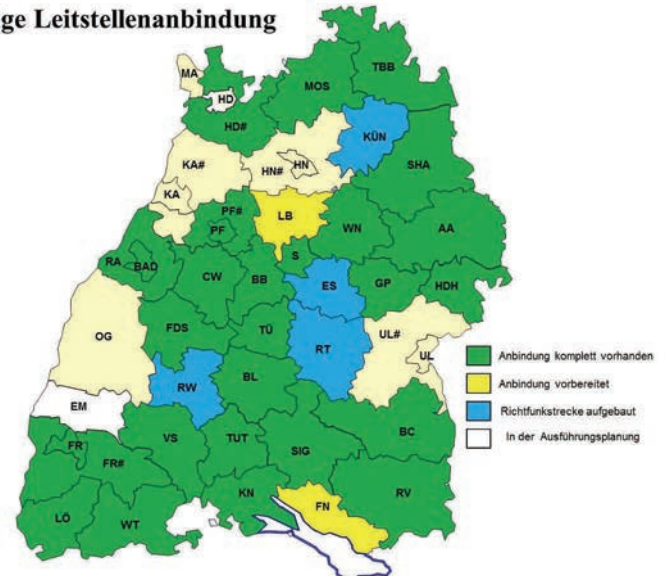 ge Leitstellenanbindung
MA
TBB
MOS
HD
HD#
KÜN
KA#
HN#
HN
SHA
KA
PF#
LB
PF
WN
AA
S
RA
BAD
CW
BB
ES
GP
HDH
OG
FDS
TÜ
RT
UL#
UL
Anbindung komplett vorhanden
RW
BL
Anbindung vorbereitet
EM
Richtfunkstrecke aufgebaut
FR
VS
TUT
BC
In der Ausführungsplanung
FR#
SIG
LÖ
WT
KN
FN
RV